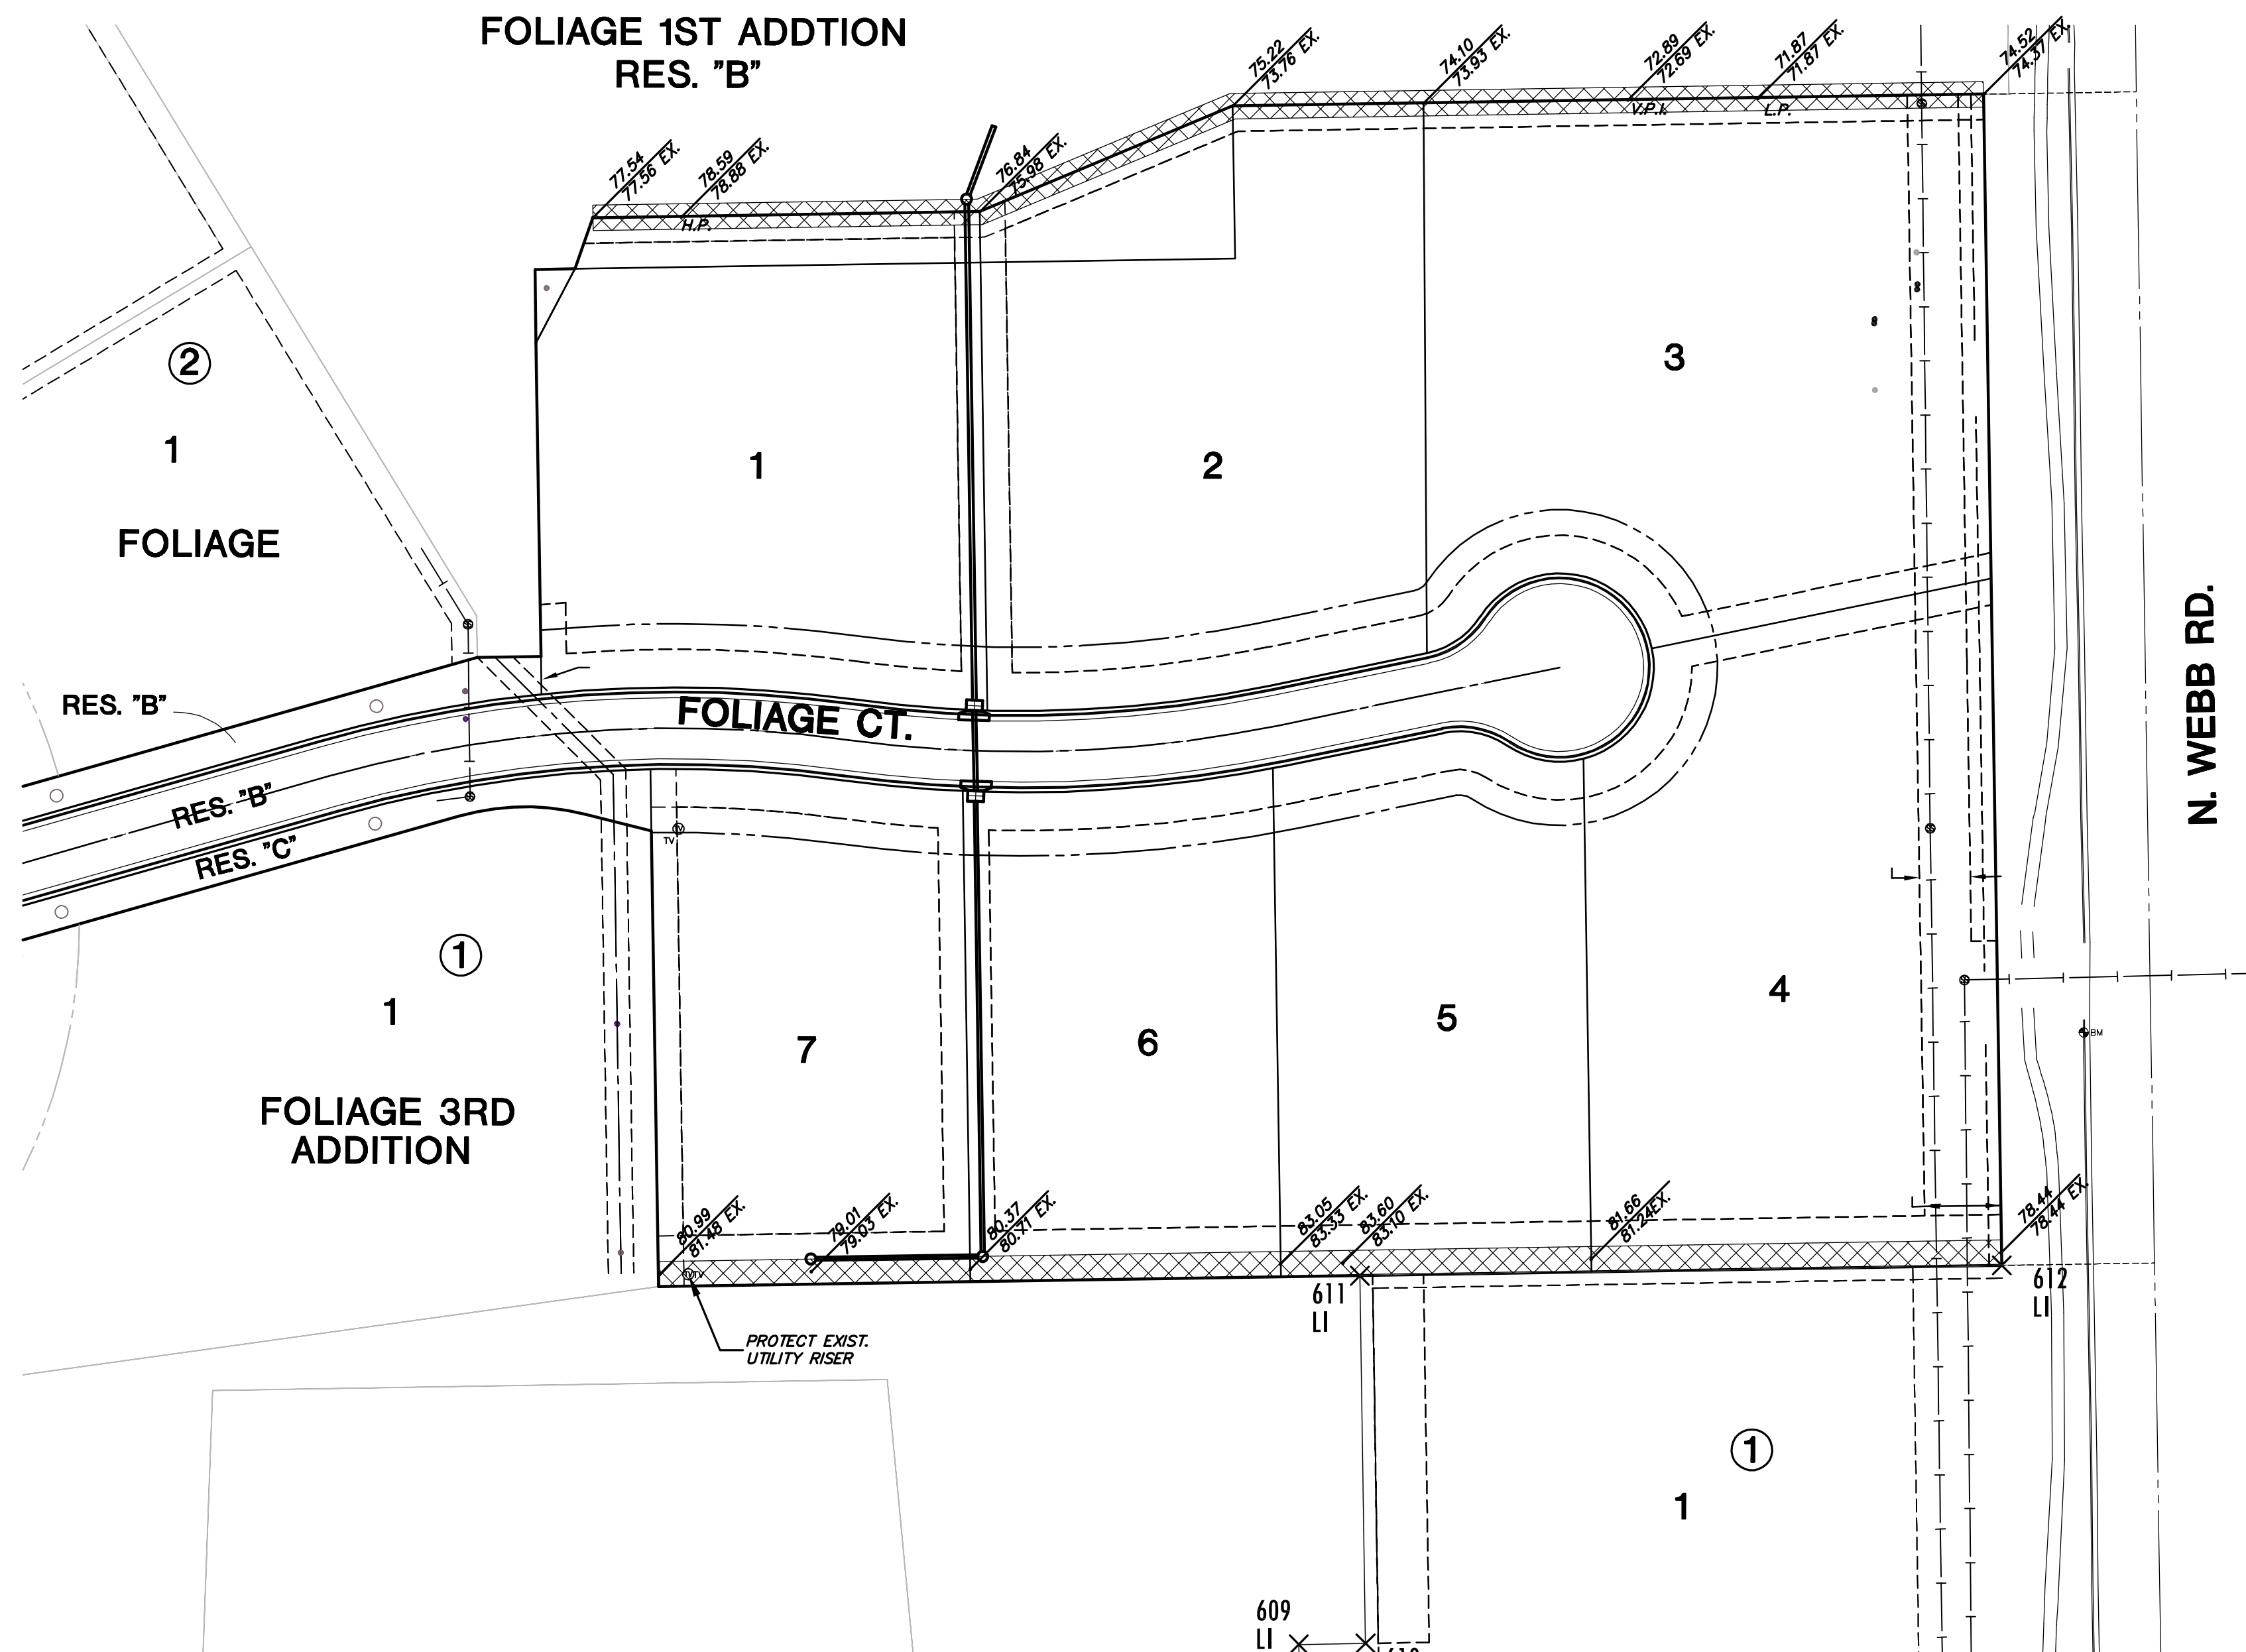 FOLIAGE 1ST ADDTION
RES. "B"
75.22
73.76 EX.
74.10
73.93 EX.
72.89
72.69 EX.
71.87
71.87 EX.
74.52
74.37 EX.
V.P.I.
L.P.
77.54
77.56 EX.
78.59
78.88 EX.
76.84
75.98 EX.
H.P.
2
1
FOLIAGE
1
2
3
N. WEBB RD.
RES. "B"
FOLIAGE CT.
RES. "B"
RES. "C"
TV
TV
1
1
FOLIAGE 3RD
ADDITION
7
6
5
4
BM
80.99
81.48 EX.
79.01
79.03 EX.
80.37
80.71 EX.
83.05
83.33 EX.
83.60
83.10 EX.
81.66
81.24 EX.
78.44
78.44 EX.
611
LI
612
LI
PROTECT EXIST.
UTILITY RISER
1
1
609
LI